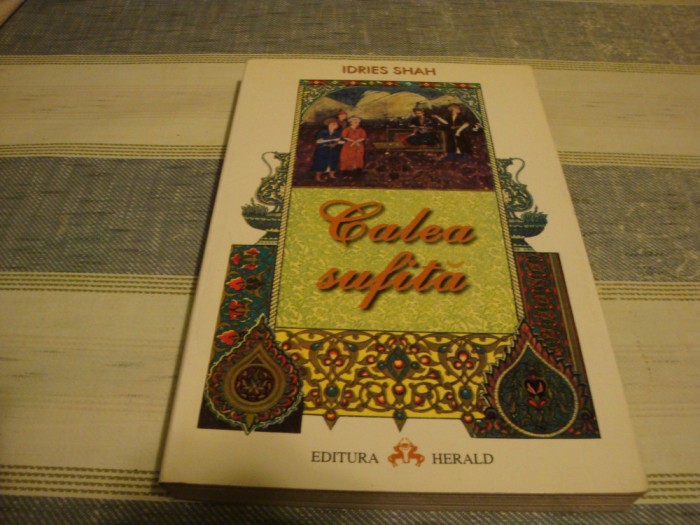 IDRIES SHAH
Calea
sufită
EDITURA HERALD